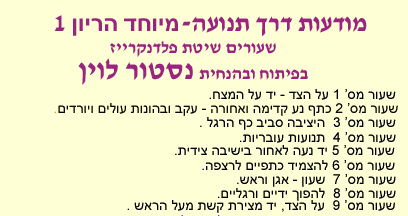 מודעות דרך תנועה-מיוחד הריון 1
שעורים שיטת פלדנקרייז
בפיתוח ובהנחית נסטור לוין
שעור מס' 1 על הצד - יד על המצח.
שעור מס' 2 כתף נע קדימה ואחורה - עקב ובהונות עולים ויורדים.
שעור מס' 3 היציבה סביב כף הרגל .
שעור מס' 4 תנועות עובריות.
שעור מס' 5 יד נעה לאחור בישיבה צידית.
שעור מס' 6 להצמיד כתפיים לרצפה.
שעור מס' 7 שעון - אגן וראש.
שעור מס' 8 להפוך ידיים ורגליים.
שעור מס' 9 על הצד, יד מצירת קשת מעל הראש .